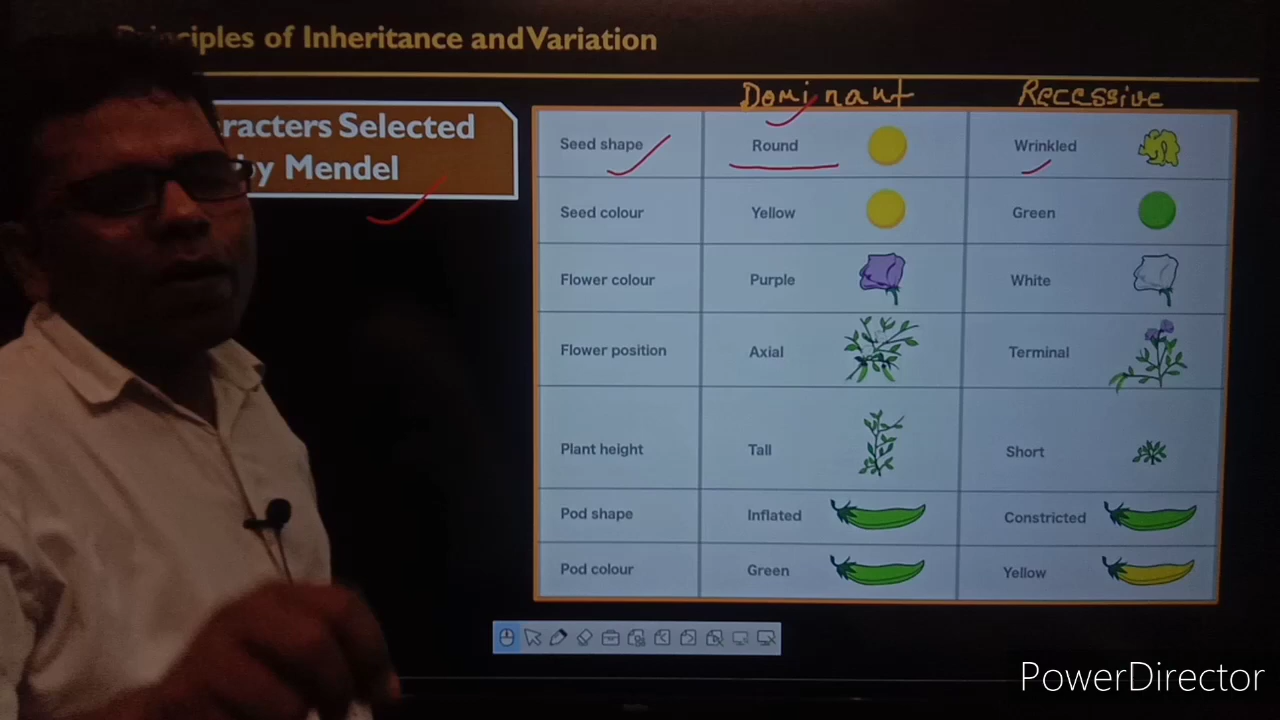 Principles of Inheritance and Variation
Dominant Recessive
aracters Selected
by Mendel
Seed shape Round Wrinkled
Seed colour Yellow Green
Flower colour Purple White
Flower position Axial Terminal
Plant height Tall Short
Pod shape Inflated Constricted
Pod colour Green Yellow
PowerDirector